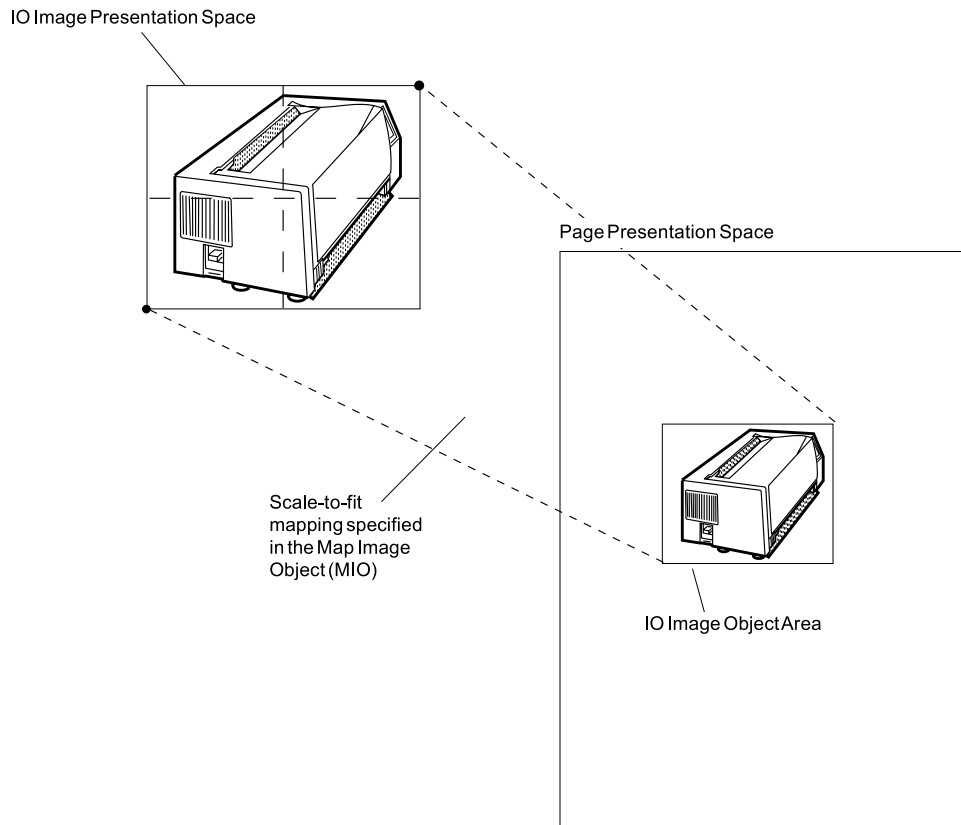 IO Image Presentation Space
Page Presentation Space
Scale-to-fit
mapping specified
in the Map Image
Object (MIO)
IO Image Object Area